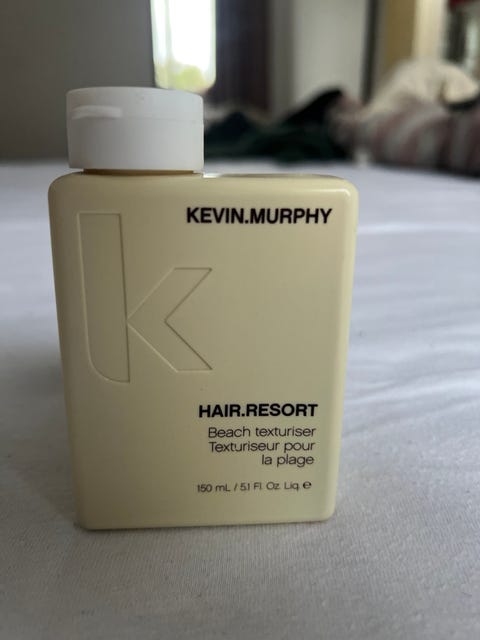 KEVIN.MURPHY
k
HAIR.RESORT
Beach texturiser
Texturiseur pour
la plage
150 mL / 5.1 Fl. Oz. Liq. e